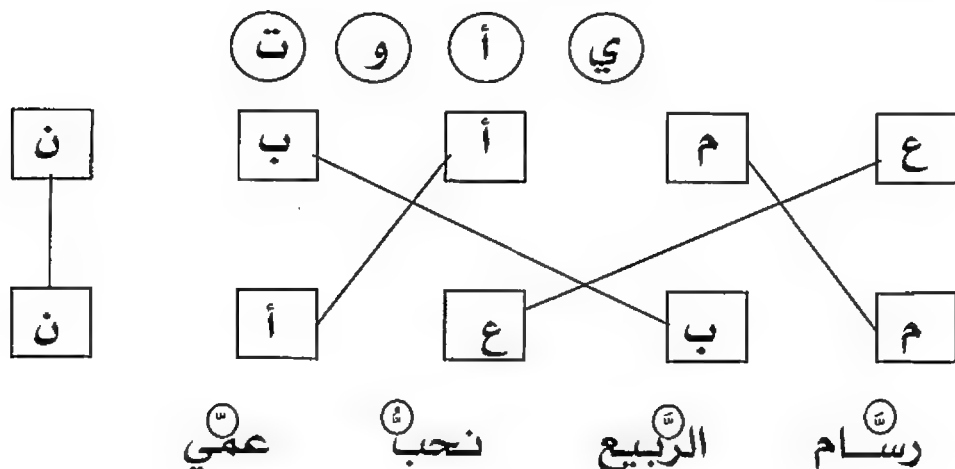 ي أ و ت
ع م أ ب ن
م ب ع أ ن
رسَّام الرَّبيع نحبُّ عمّي